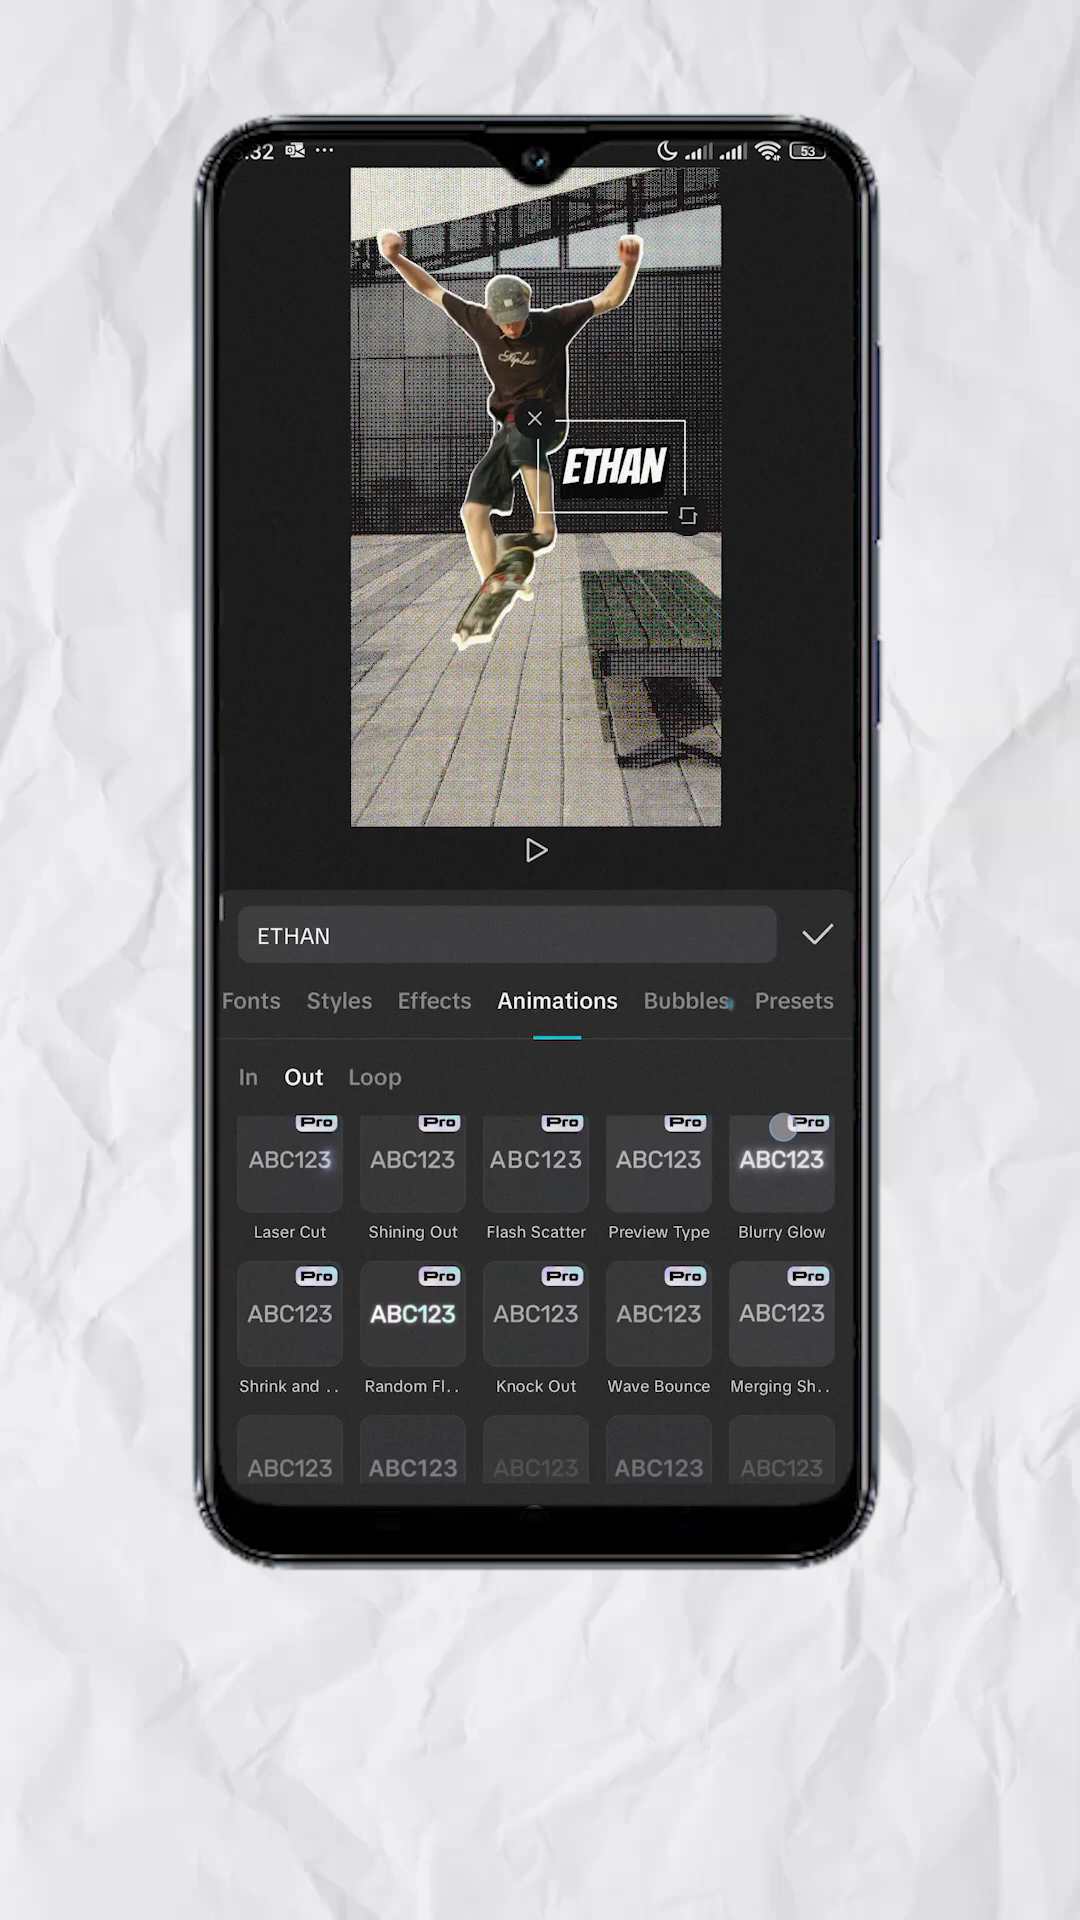 :32 ... 53
ETHAN
ETHAN
Fonts Styles Effects Animations Bubbles Presets
In Out Loop
Pro Pro Pro Pro Pro
ABC123 ABC123 ABC123 ABC123 ABC123
Laser Cut Shining Out Flash Scatter Preview Type Blurry Glow
Pro Pro Pro Pro Pro
ABC123 ABC123 ABC123 ABC123 ABC123
Shrink and .. Random Fl.. Knock Out Wave Bounce Merging Sh..
ABC123 ABC123 ABC123 ABC123 ABC123